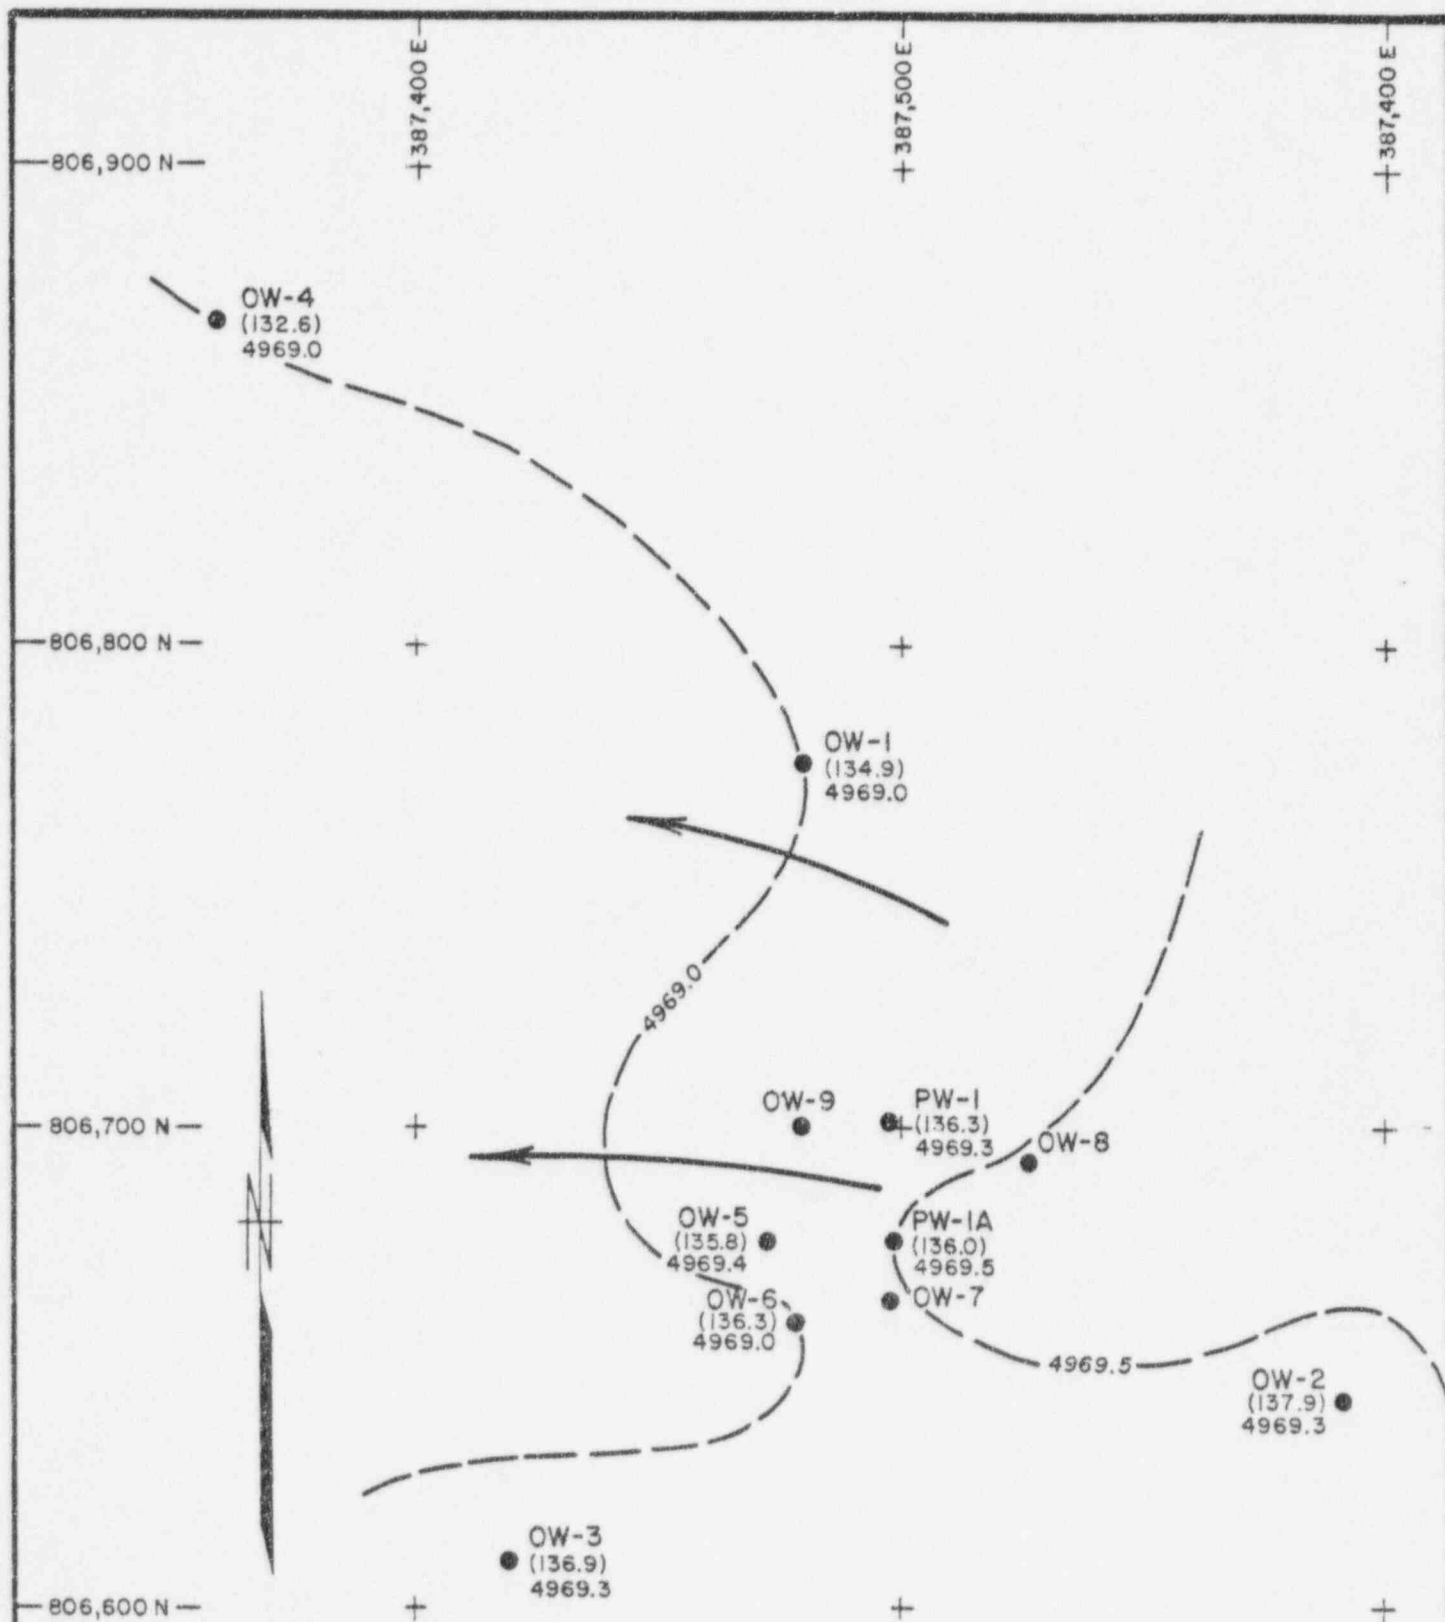 387,400 E
387,500 E
387,400 E
806,900 N
OW-4
(132.6)
4969.0
806,800 N
OW-1
(134.9)
4969.0
4969.0
806,700 N
OW-9
PW-1
(136.3)
4969.3
OW-8
N
OW-5
(135.8)
4969.4
PW-1A
(136.0)
4969.5
OW-6
(136.3)
4969.0
OW-7
4969.5
OW-2
(137.9)
4969.3
OW-3
(136.9)
4969.3
806,600 N